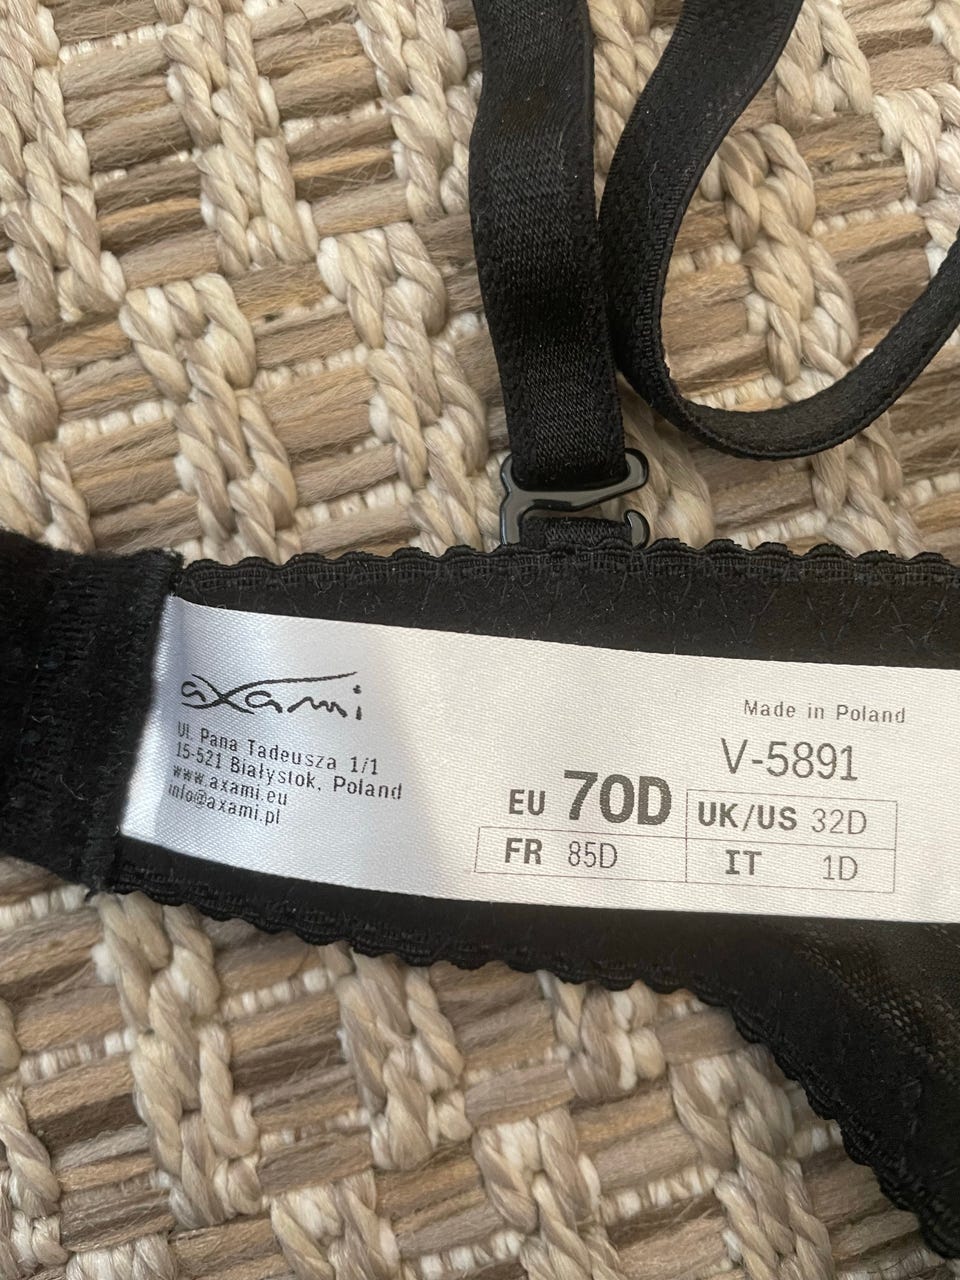 axami
Ul. Pana Tadeusza 1/1
15-521 Białystok, Poland
www.axami.eu
info@axami.pl
Made in Poland
V-5891
EU 70D
UK/US 32D
FR 85D
IT 1D